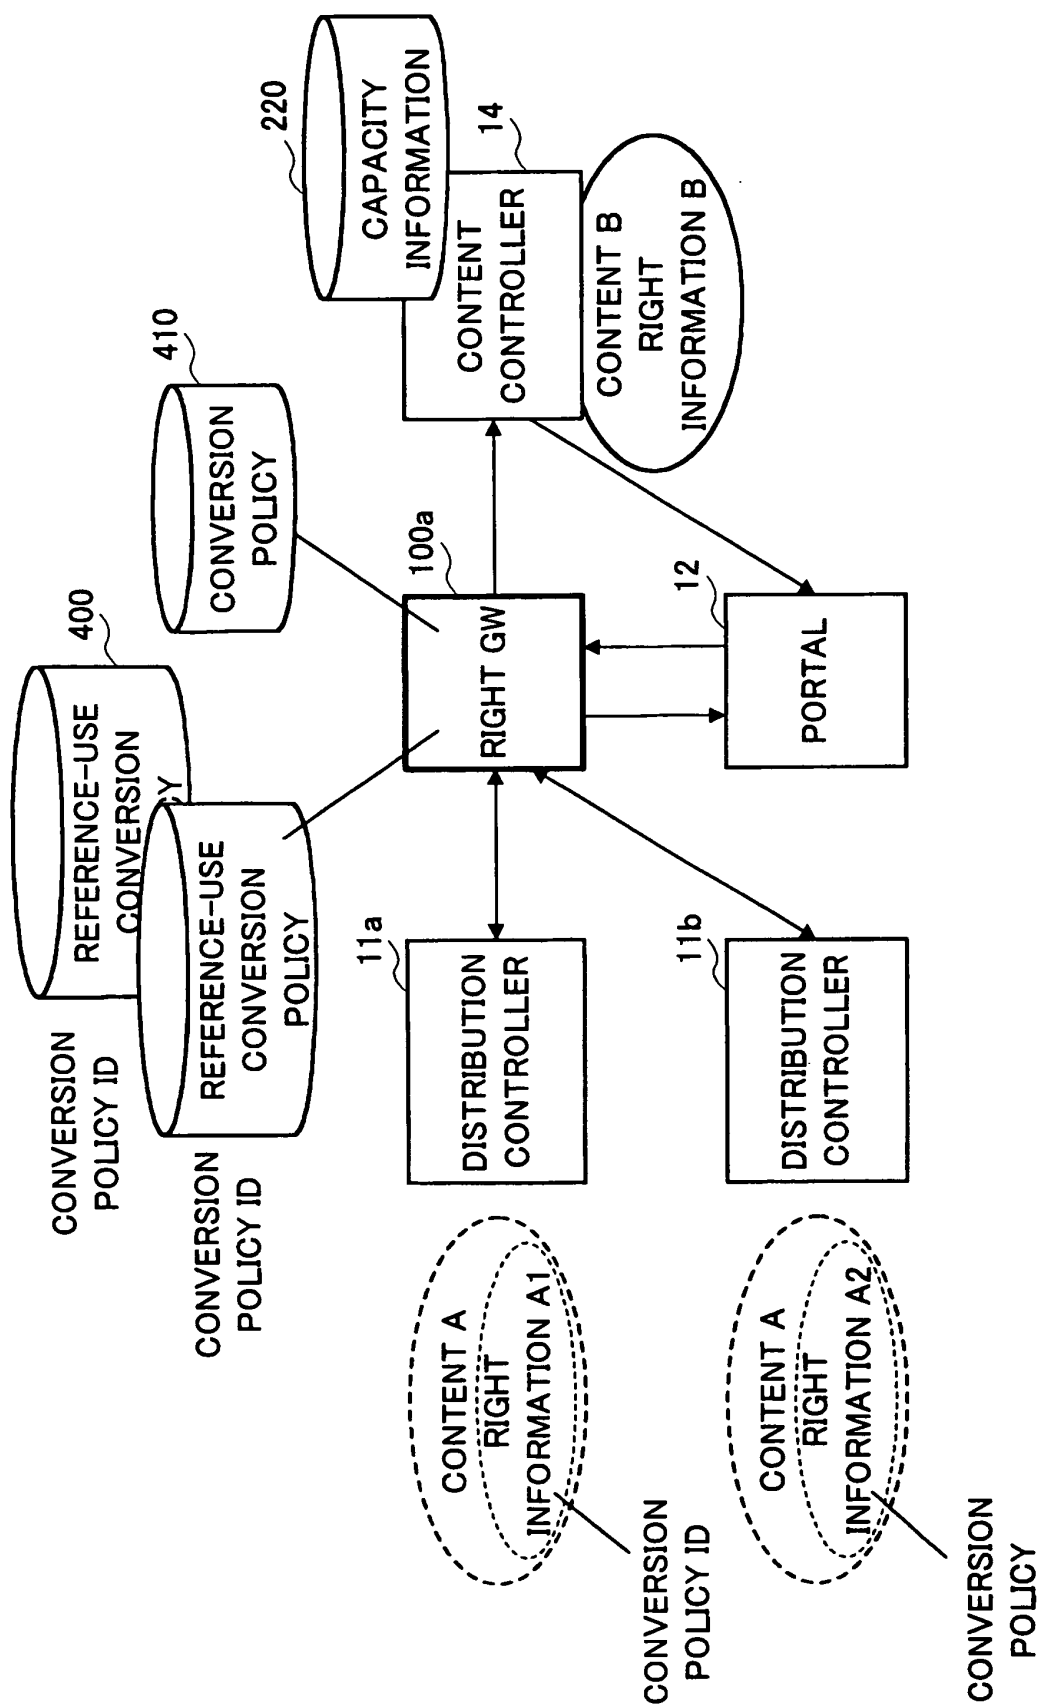 CONVERSION
POLICY ID
REFERENCE-USE
CONVERSION
400
CONVERSION
POLICY ID
REFERENCE-USE
CONVERSION
POLICY
CONVERSION
POLICY
410
CAPACITY
INFORMATION
220
CONTENT A
RIGHT
INFORMATION A1
CONVERSION
POLICY ID
DISTRIBUTION
CONTROLLER
11a
RIGHT GW
100a
CONTENT
CONTROLLER
14
CONTENT B
RIGHT
INFORMATION B
CONTENT A
RIGHT
INFORMATION A2
CONVERSION
POLICY
DISTRIBUTION
CONTROLLER
11b
PORTAL
12